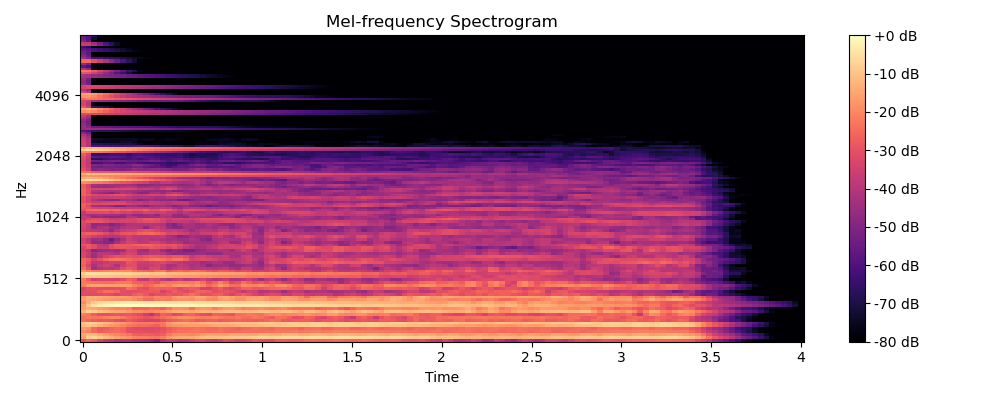 Mel-frequency Spectrogram
Hz
4096
2048
1024
512
0
0
0.5
1
1.5
2
2.5
3
3.5
4
Time
+0 dB
-10 dB
-20 dB
-30 dB
-40 dB
-50 dB
-60 dB
-70 dB
-80 dB